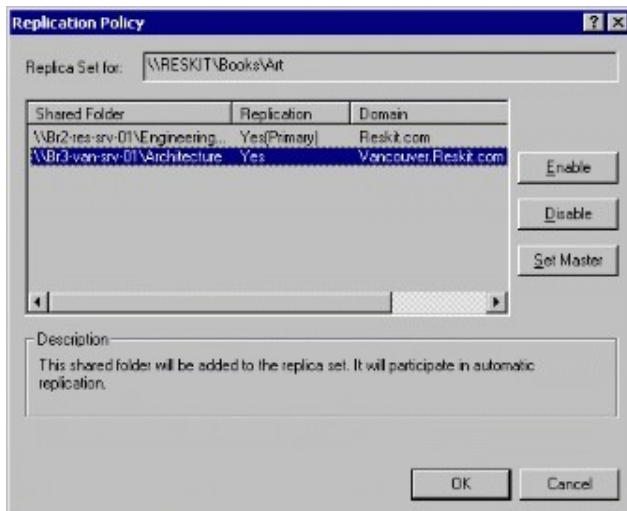 Replication Policy
Replica Set for: \\RESKIT\Books\Art
Shared Folder Replication Domain
\\Br2-res-srv-01\Engineering... Yes(Primary) Reskit.com
\\Br3-van-srv-01\Architecture Yes Vancouver.Reskit.com
Enable
Disable
Set Master
Description
This shared folder will be added to the replica set. It will participate in automatic
replication.
OK Cancel